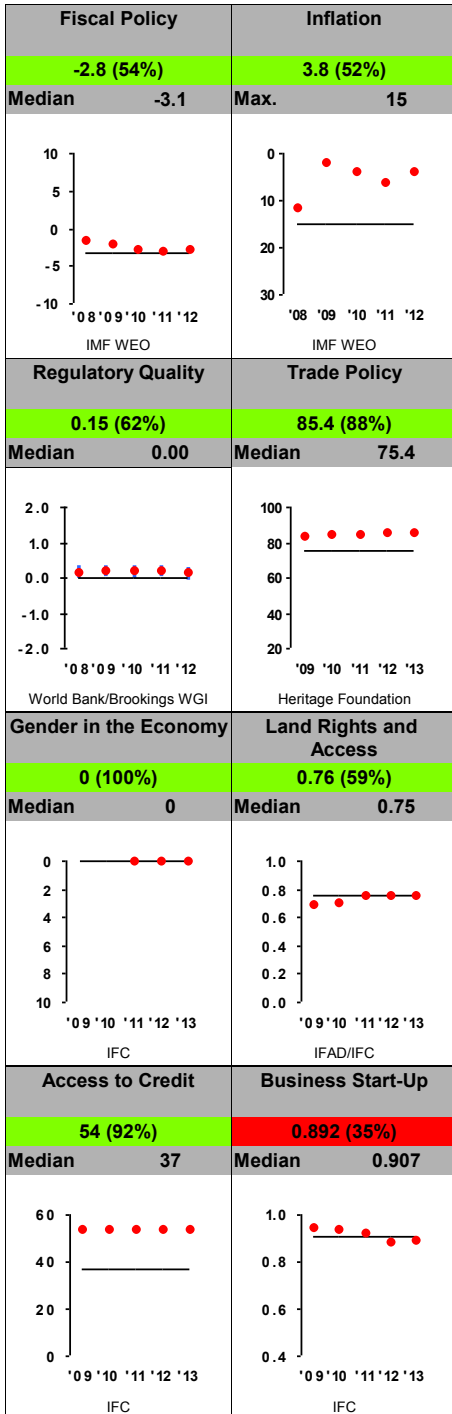 Fiscal Policy
-2.8 (54%)
Median -3.1
10
5
0
-5
-10
'08 '09 '10 '11 '12
IMF WEO
Inflation
3.8 (52%)
Max. 15
0
10
20
30
'08 '09 '10 '11 '12
IMF WEO
Regulatory Quality
0.15 (62%)
Median 0.00
2.0
1.0
0.0
-1.0
-2.0
'08 '09 '10 '11 '12
World Bank/Brookings WGI
Trade Policy
85.4 (88%)
Median 75.4
100
80
60
40
20
'09 '10 '11 '12 '13
Heritage Foundation
Gender in the Economy
0 (100%)
Median 0
0
2
4
6
8
10
'09 '10 '11 '12 '13
IFC
Land Rights and
Access
0.76 (59%)
Median 0.75
1.0
0.8
0.6
0.4
0.2
0.0
'09 '10 '11 '12 '13
IFAD/IFC
Access to Credit
54 (92%)
Median 37
60
40
20
0
'09 '10 '11 '12 '13
IFC
Business Start-Up
0.892 (35%)
Median 0.907
1.0
0.8
0.6
0.4
'09 '10 '11 '12 '13
IFC